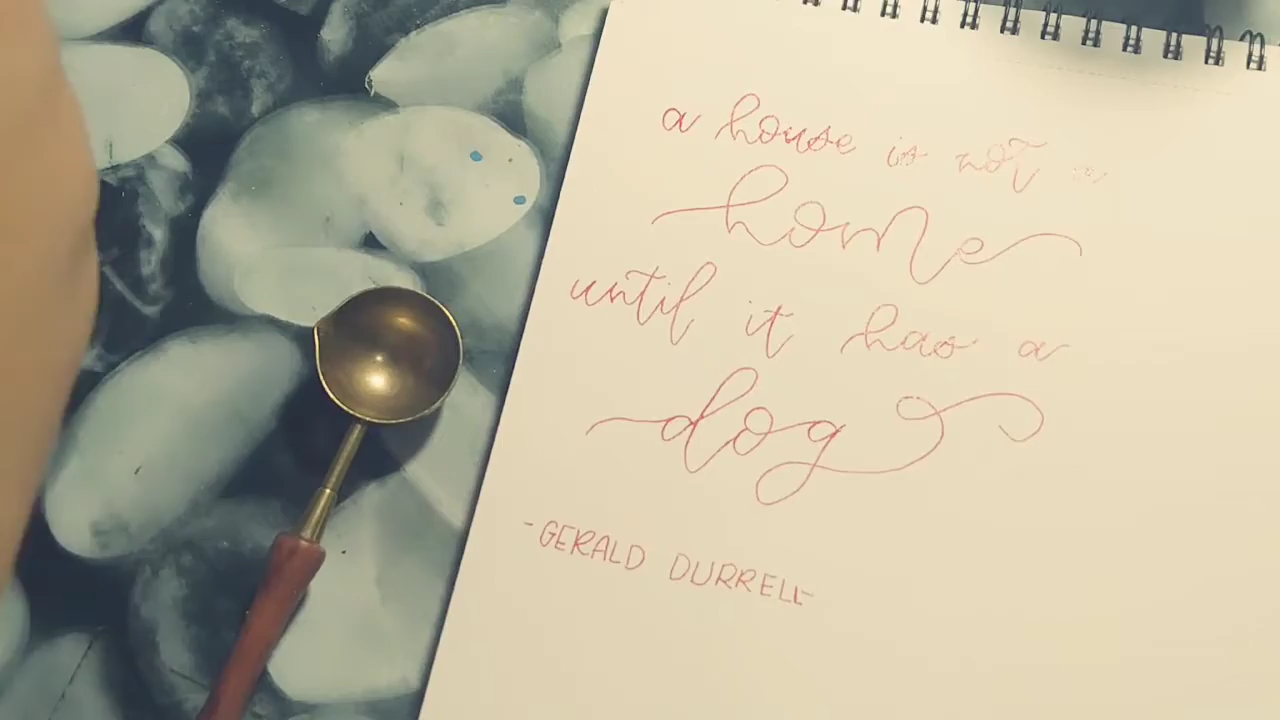 a house is not a
home
until it has a
dog
-GERALD DURRELL-